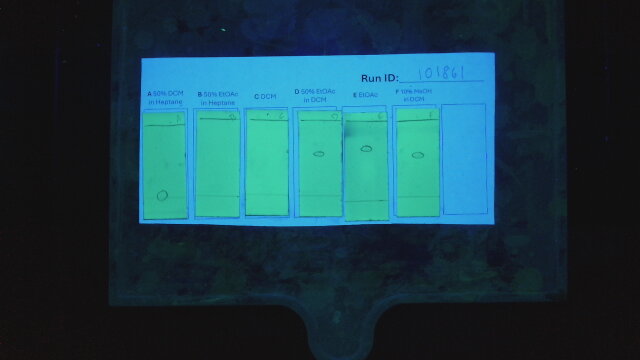 Run ID: 101861
A 50% DCM in Heptane
B 50% EtOAc in Heptane
C DCM
D 50% EtOAc in DCM
E EtOAc
F 10% MeOH in DCM